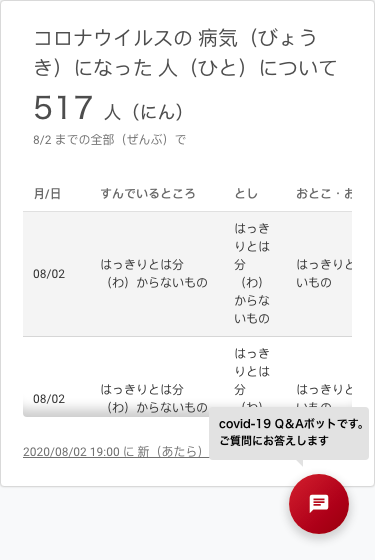 コロナウイルスの 病気（びょう
き）になった 人（ひと）について
517 人（にん）
8/2 までの全部（ぜんぶ）で
月/日 すんでいるところ とし おとこ・お
はっき
りとは
08/02 はっきりとは分 分 はっきりと
（わ）からないもの （わ） いもの
からな
いもの
はっき
りとは
08/02 はっきりとは分 分 はっきりと
（わ）からないもの （わ） いもの
2020/08/02 19:00 に 新（あたら）
covid-19 Q&Aボットです。
ご質問にお答えします